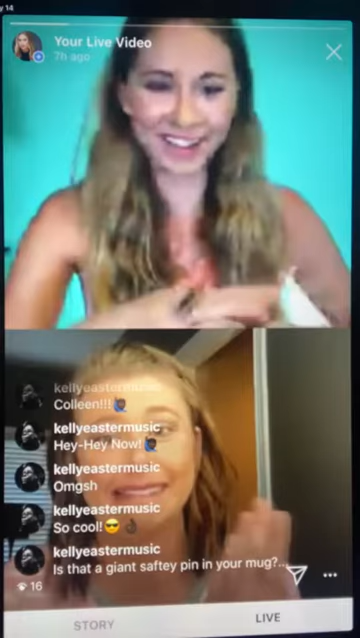 y 14
Your Live Video
7h ago
kellyeastermusic
Colleen!!!🙋🏿
kellyeastermusic
Hey-Hey Now!🙋🏿
kellyeastermusic
Omgsh
kellyeastermusic
So cool!😎👌🏿
kellyeastermusic
Is that a giant saftey pin in your mug?...
16
STORY
LIVE